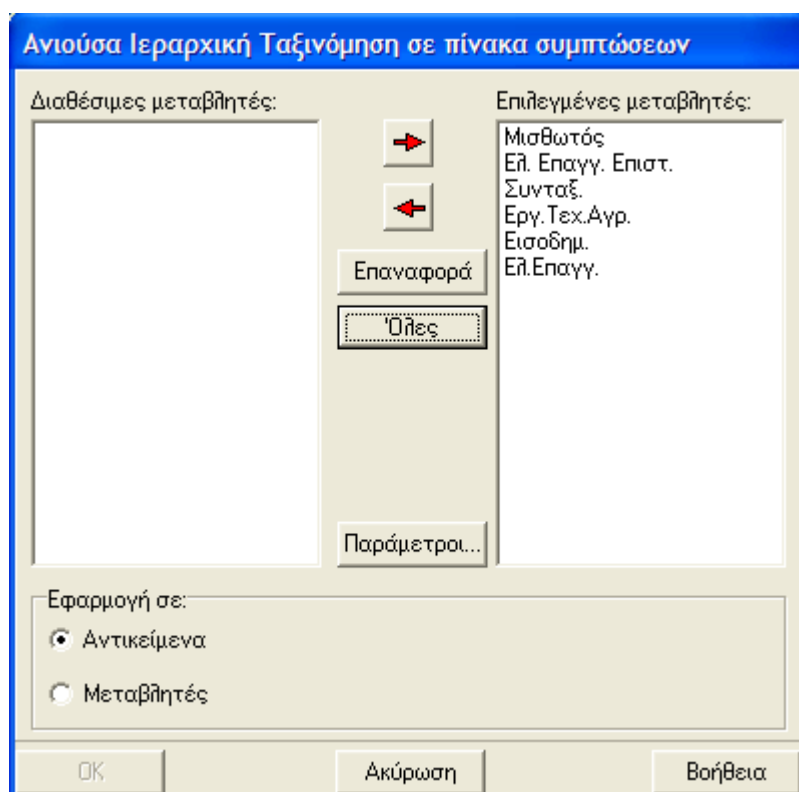 Ανιούσα Ιεραρχική Ταξινόμηση σε πίνακα συμπτώσεων
Διαθέσιμες μεταβλητές:
Επιλεγμένες μεταβλητές:
Μισθωτός
Ελ. Επαγγ. Επιστ.
Συνταξ.
Εργ.Τεχ.Αγρ.
Εισοδημ.
Ελ.Επαγγ.
Επαναφορά
Όλες
Παράμετροι...
Εφαρμογή σε:
Αντικείμενα
Μεταβλητές
OK
Ακύρωση
Βοήθεια